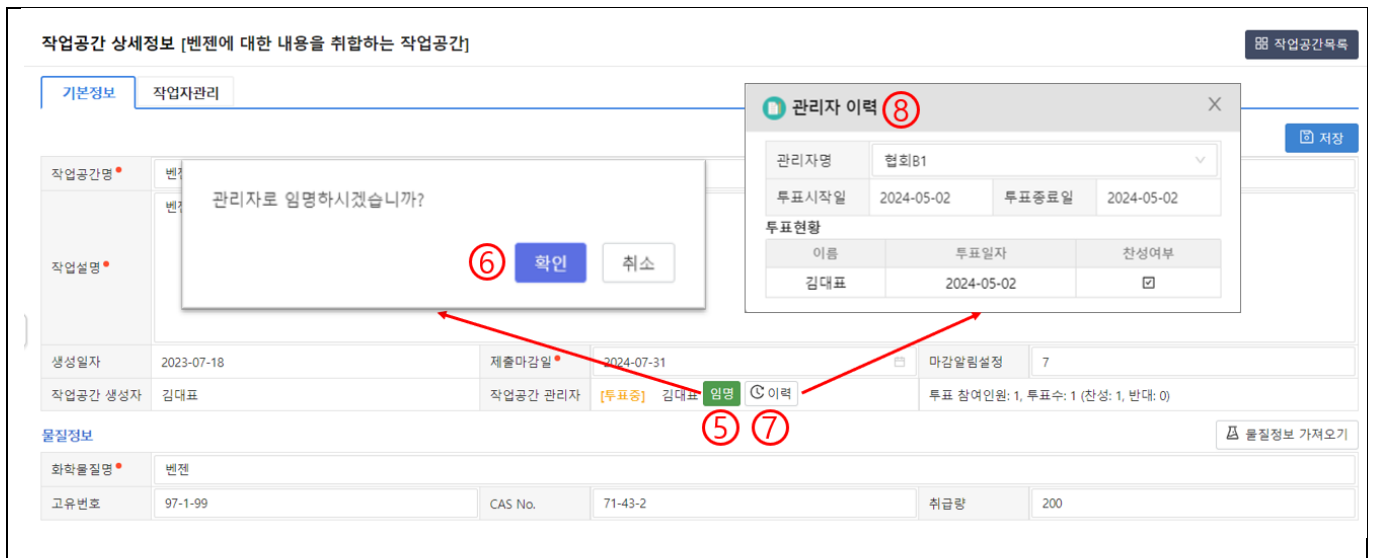 작업공간 상세정보 [벤젠에 대한 내용을 취합하는 작업공간]
작업공간목록
기본정보
작업자관리
저장
관리자 이력 ⑧
관리자명 협회B1
투표시작일 2024-05-02 투표종료일 2024-05-02
투표현황
이름 투표일자 찬성여부
김대표 2024-05-02
관리자로 임명하시겠습니까?
⑥ 확인 취소
작업공간명
작업설명
생성일자 2023-07-18 제출마감일 2024-07-31 마감알림설정 7
작업공간 생성자 김대표 작업공간 관리자 [투표중] 김대표 임명 이력 투표 참여인원: 1, 투표수: 1 (찬성: 1, 반대: 0)
⑤ ⑦
물질정보
물질정보 가져오기
화학물질명 벤젠
고유번호 97-1-99 CAS No. 71-43-2 취급량 200